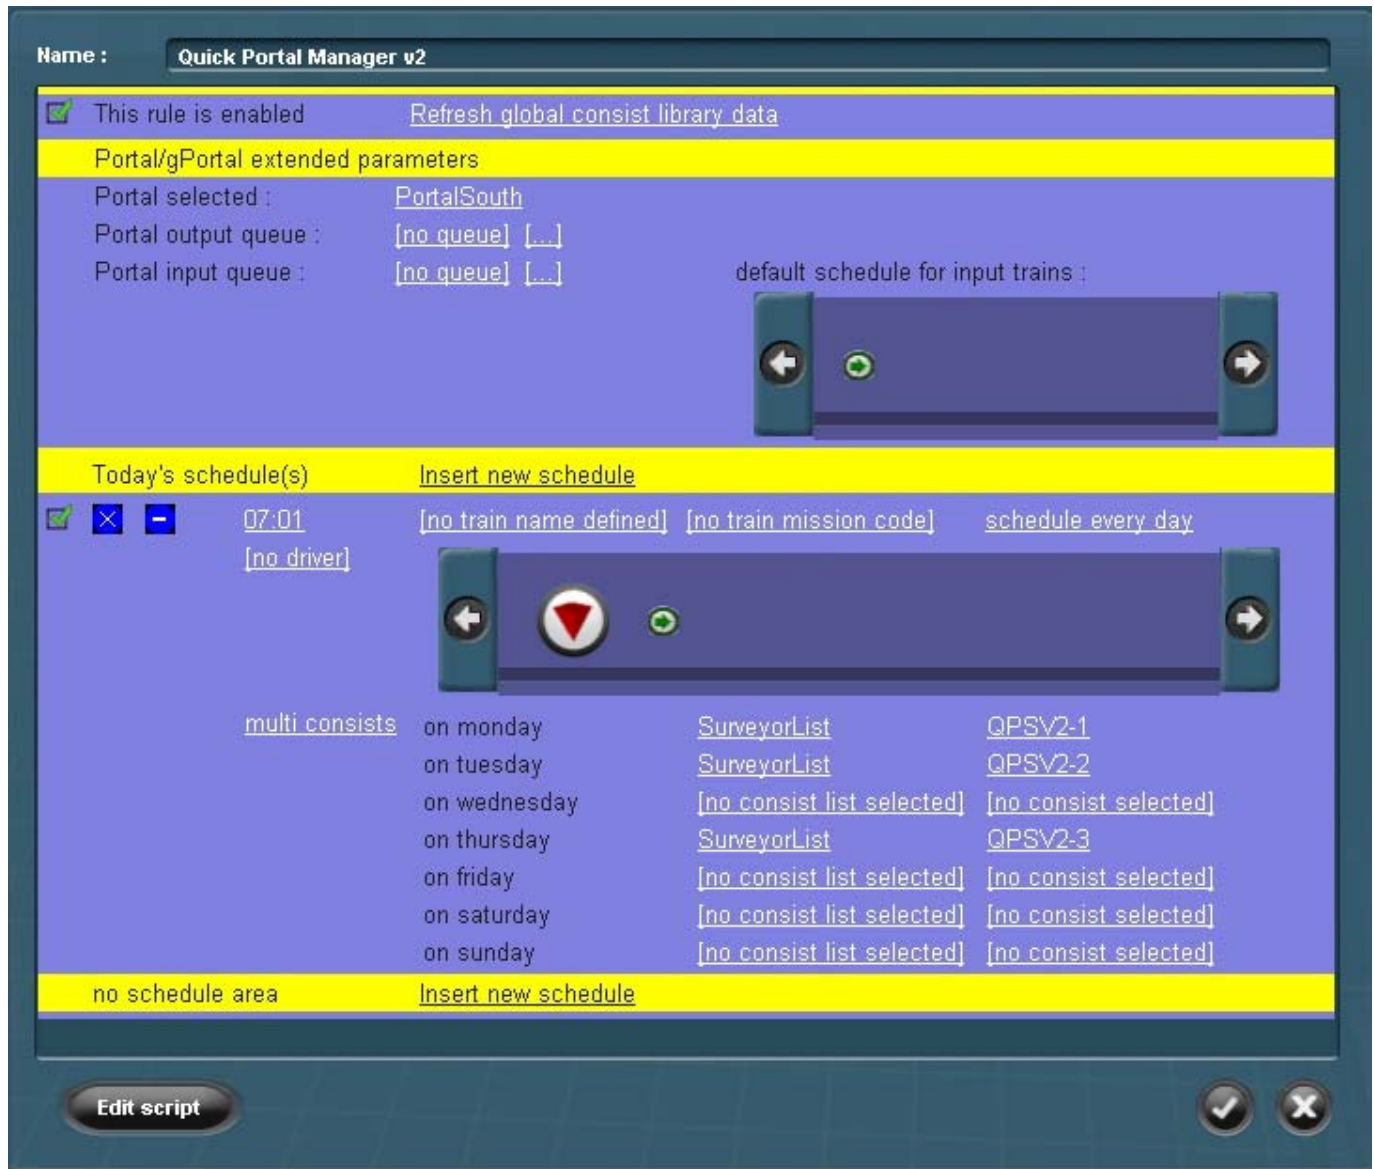 Name : Quick Portal Manager v2
This rule is enabled Refresh global consist library data
Portal/gPortal extended parameters
Portal selected : PortalSouth
Portal output queue : [no queue] [...]
Portal input queue : [no queue] [...] default schedule for input trains :
Today's schedule(s) Insert new schedule
07:01 [no train name defined] [no train mission code] schedule every day
[no driver]
multi consists on monday SurveyorList QPSV2-1
on tuesday SurveyorList QPSV2-2
on wednesday [no consist list selected] [no consist selected]
on thursday SurveyorList QPSV2-3
on friday [no consist list selected] [no consist selected]
on saturday [no consist list selected] [no consist selected]
on sunday [no consist list selected] [no consist selected]
no schedule area Insert new schedule
Edit script